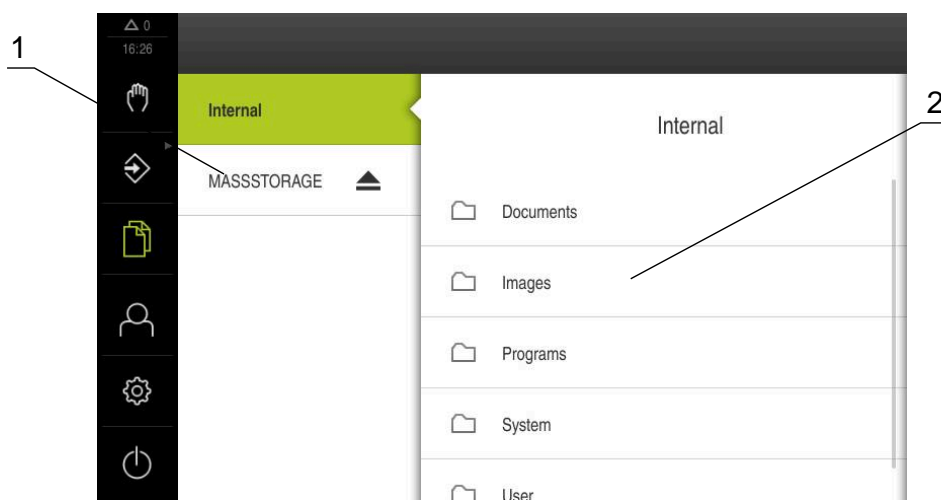 0
16:26
1
Internal
MASSSTORAGE
Internal
2
Documents
Images
Programs
System
User